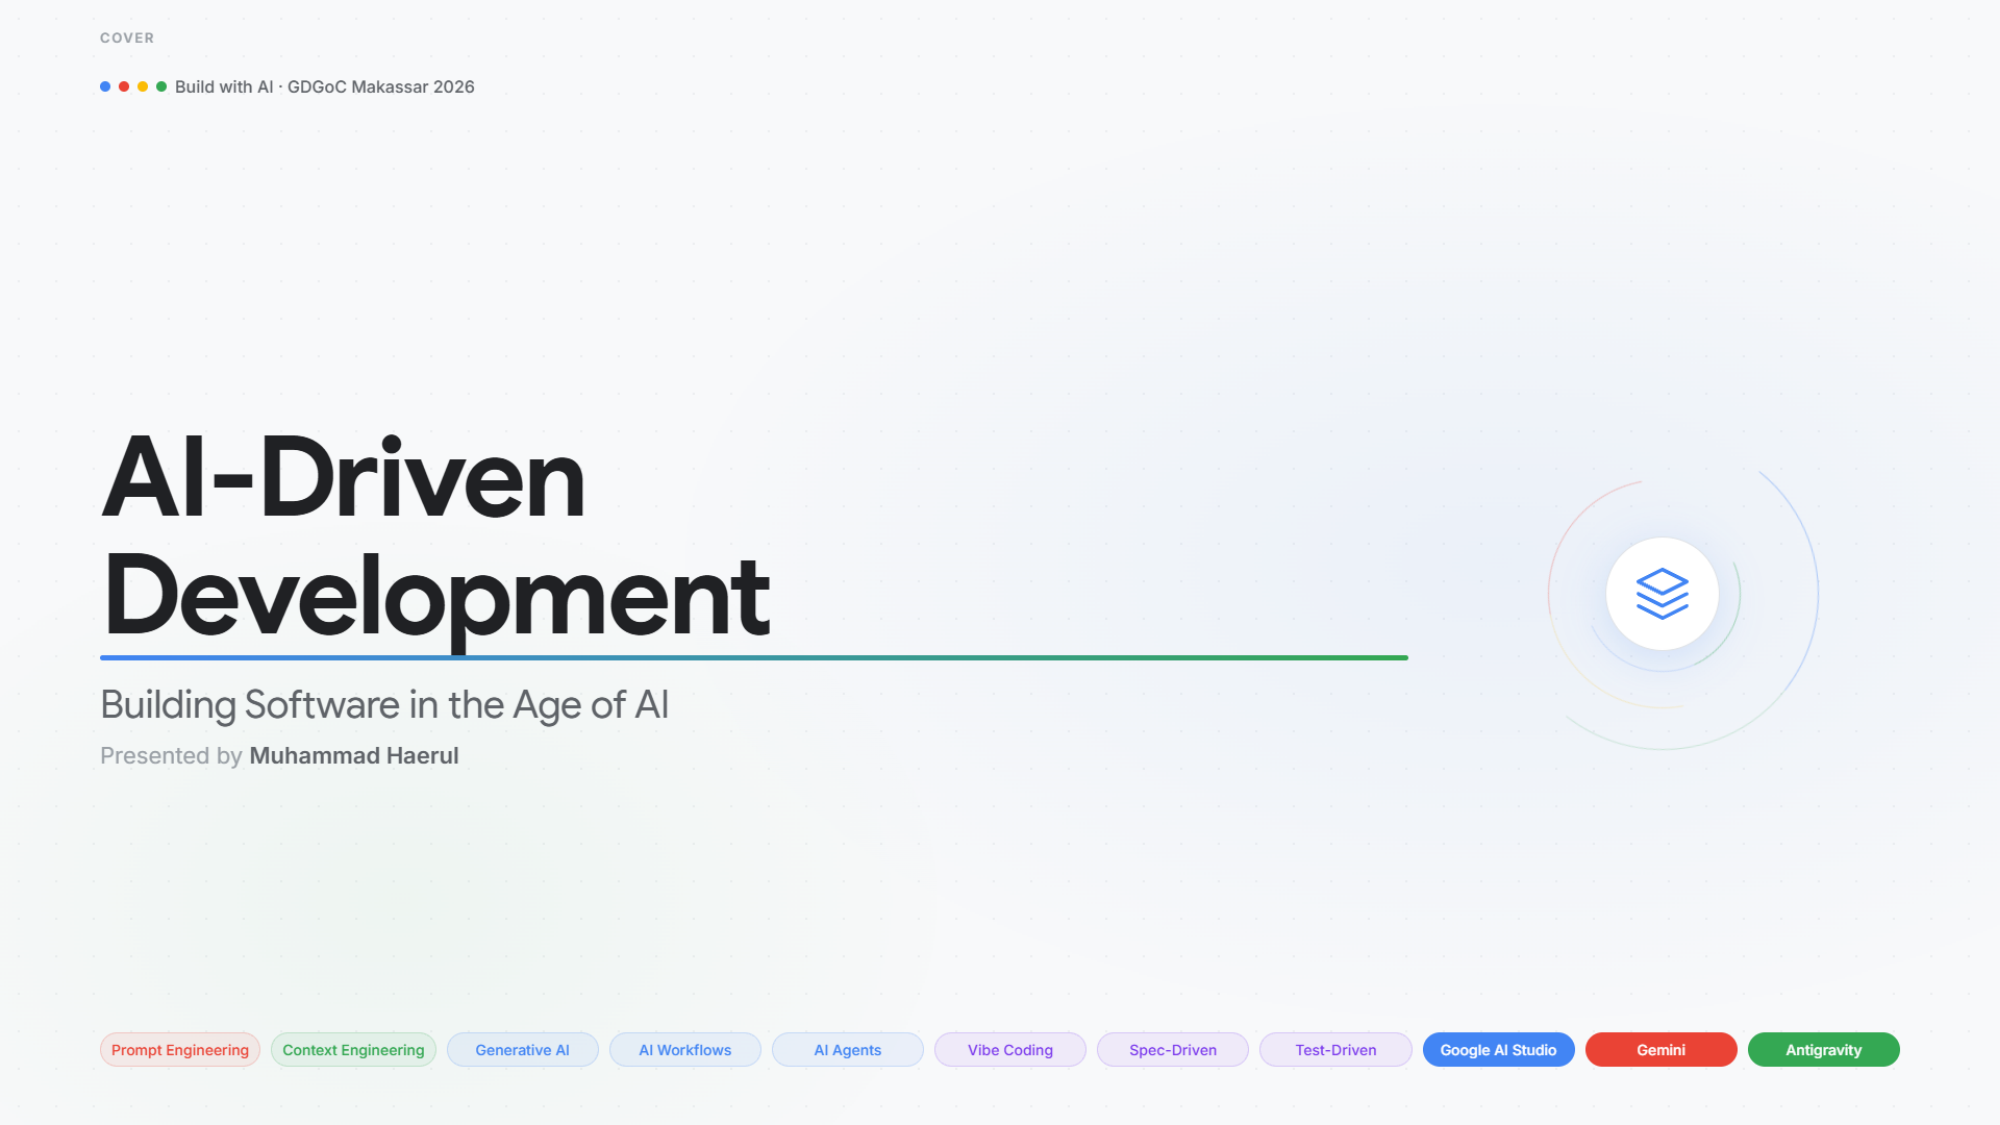 COVER
Build with AI · GDGoC Makassar 2026
AI-Driven
Development
Building Software in the Age of AI
Presented by Muhammad Haerul
Prompt Engineering
Context Engineering
Generative AI
AI Workflows
AI Agents
Vibe Coding
Spec-Driven
Test-Driven
Google AI Studio
Gemini
Antigravity